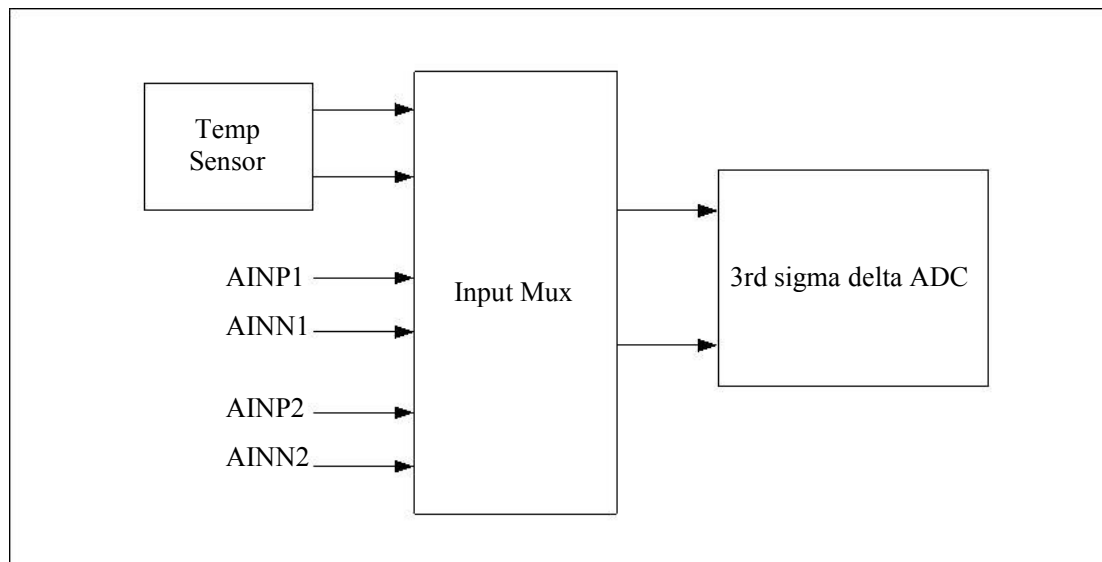 Temp
Sensor
AINP1
AINN1
AINP2
AINN2
Input Mux
3rd sigma delta ADC